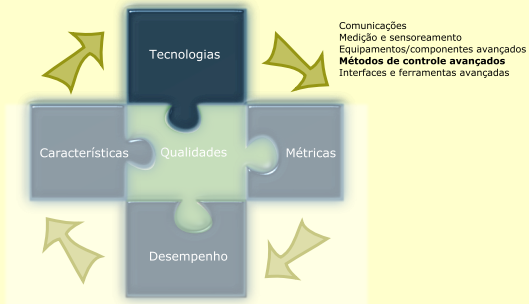 Tecnologias
Comunicações
Medição e sensoreamento
Equipamentos/componentes avançados
Métodos de controle avançados
Interfaces e ferramentas avançadas
Características
Qualidades
Métricas
Desempenho